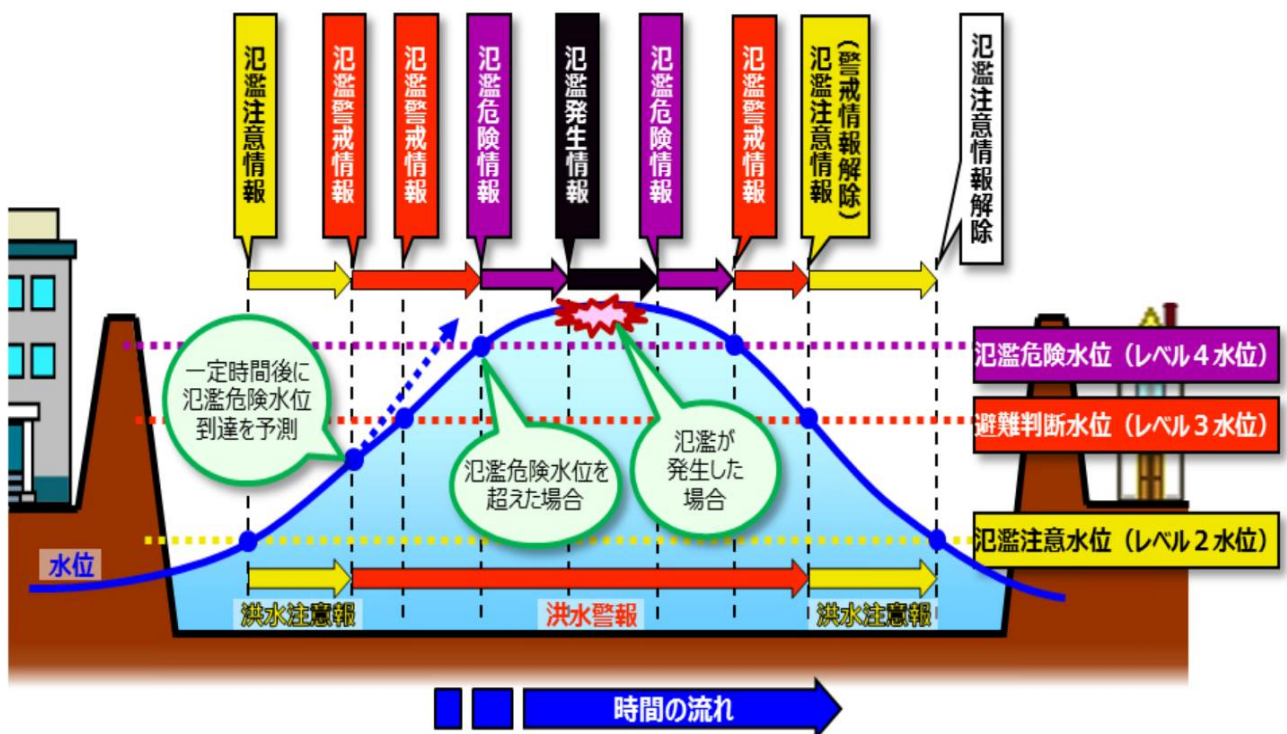 氾濫注意情報
氾濫警戒情報
氾濫警戒情報
氾濫危険情報
氾濫発生情報
氾濫危険情報
氾濫警戒情報
(警戒情報解除)
氾濫注意情報
氾濫注意情報解除
一定時間後に
氾濫危険水位
到達を予測
氾濫危険水位を
超えた場合
氾濫が
発生した
場合
氾濫危険水位（レベル４水位）
避難判断水位（レベル３水位）
氾濫注意水位（レベル２水位）
水位
洪水注意報
洪水警報
洪水注意報
時間の流れ